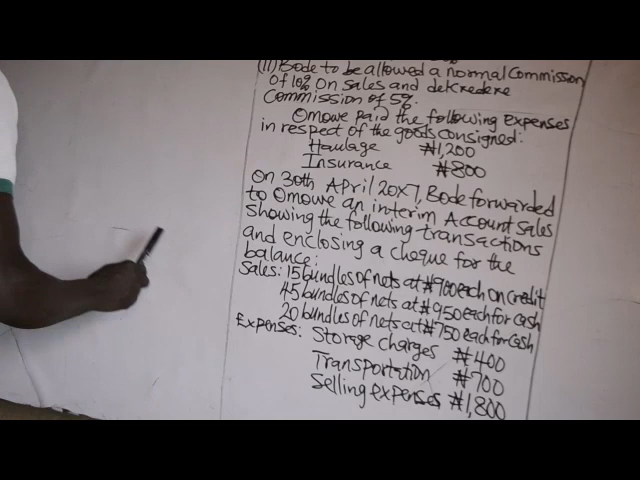 (ii) Bode to be allowed a normal Commission
Of 10% On Sales and delcredere
Commission of 5%.
Omowe paid the following expenses
in respect of the goods consigned:
Haulage ₦1,200
Insurance ₦800
On 30th April 20X7, Bode forwarded
to Omowe an interim Account Sales
Showing the following transactions
and enclosing a cheque for the
balance:
Sales: 15 bundles of nets at ₦900 each on credit
45 bundles of nets at ₦950 each for cash
20 bundles of nets at ₦750 each for cash
Expenses: Storage charges ₦400
Transportation ₦700
Selling expenses ₦1,800